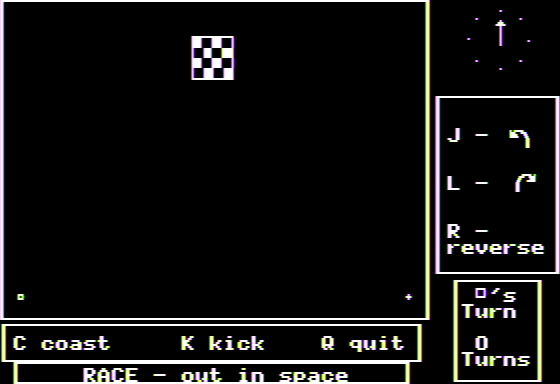 J -
L -
R -
reverse
□'s
Turn
0
Turns
C coast K kick Q quit
RACE - out in space